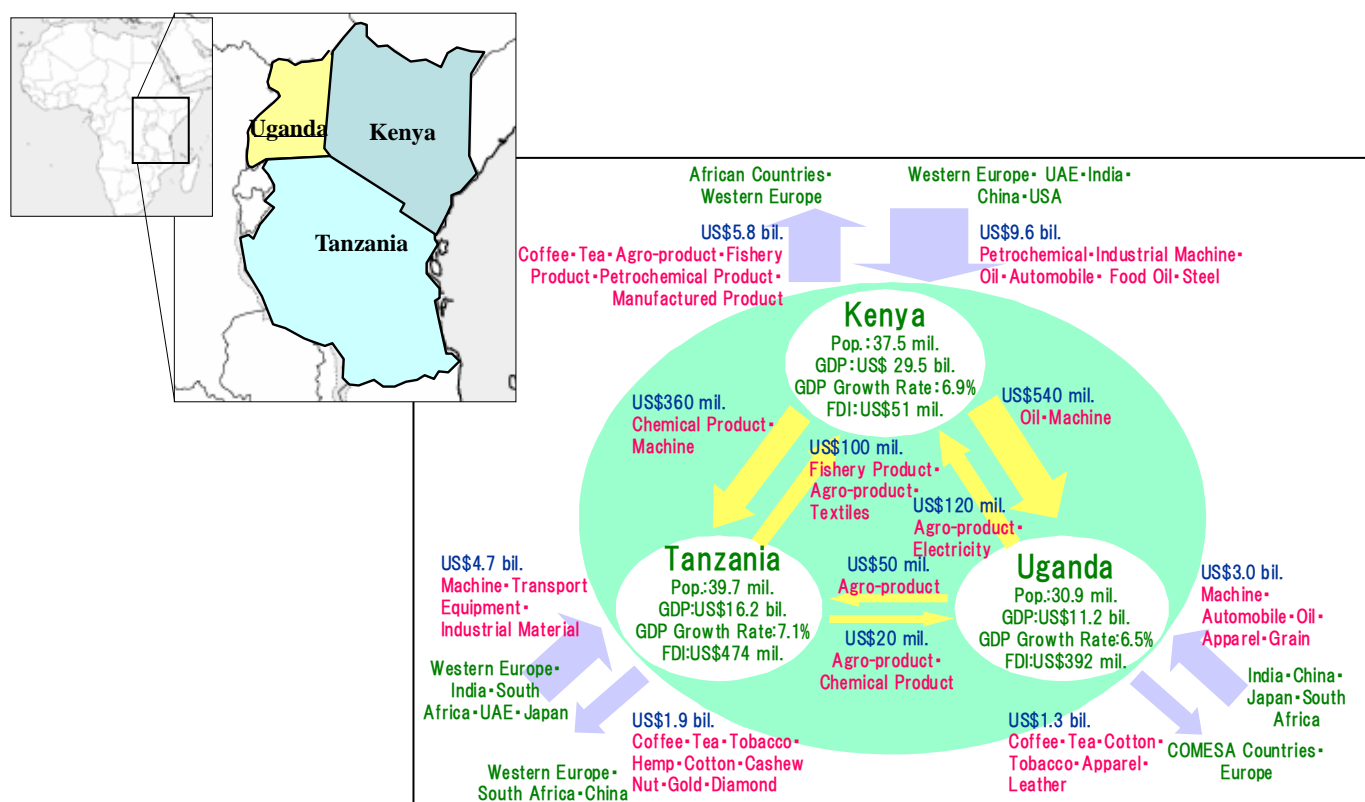 Uganda
Kenya
Tanzania
African Countries・
Western Europe
Western Europe・ UAE・India・
China・USA
US$5.8 bil.
Coffee・Tea・Agro-product・Fishery
Product・Petrochemical Product・
Manufactured Product
US$9.6 bil.
Petrochemical・Industrial Machine・
Oil・Automobile・ Food Oil・Steel
Kenya
Pop.:37.5 mil.
GDP:US$ 29.5 bil.
GDP Growth Rate:6.9%
FDI:US$51 mil.
US$360 mil.
Chemical Product・
Machine
US$540 mil.
Oil・Machine
US$100 mil.
Fishery Product・
Agro-product・
Textiles
US$120 mil.
Agro-product・
Electricity
Tanzania
Pop.:39.7 mil.
GDP:US$16.2 bil.
GDP Growth Rate:7.1%
FDI:US$474 mil.
US$50 mil.
Agro-product
US$20 mil.
Agro-product・
Chemical Product
Uganda
Pop.:30.9 mil.
GDP:US$11.2 bil.
GDP Growth Rate:6.5%
FDI:US$392 mil.
US$4.7 bil.
Machine・Transport
Equipment・
Industrial Material
Western Europe・
India・South
Africa・UAE・Japan
US$1.9 bil.
Coffee・Tea・Tobacco・
Hemp・Cotton・Cashew
Nut・Gold・Diamond
Western Europe・
South Africa・China
US$3.0 bil.
Machine・
Automobile・Oil・
Apparel・Grain
India・China・
Japan・South
Africa
US$1.3 bil.
Coffee・Tea・Cotton・
Tobacco・Apparel・
Leather
COMESA Countries・
Europe